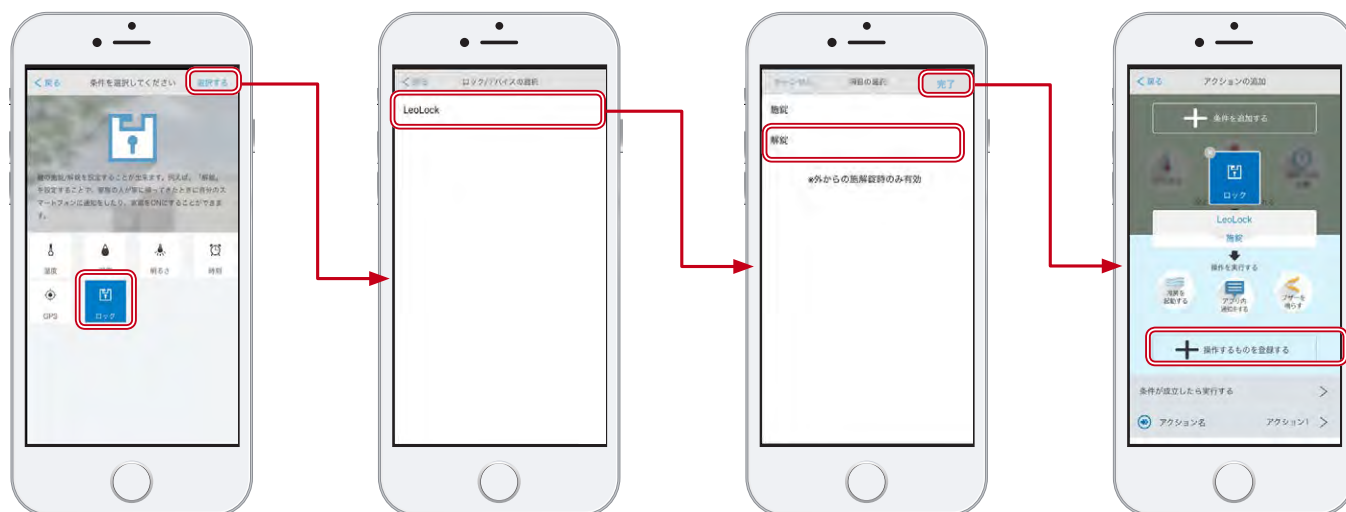 戻る 条件を選択してください 選択する
鍵の施錠/解錠を設定することが出来ます。例えば、「解錠」
を設定することで、家族の人が家に帰ってきたときに自分のス
マートフォンに通知をしたり、家電をONにすることができま
す。
温度
明るさ
時刻
GPS
ロック
戻る ロック/デバイスの選択
LeoLock
キャンセル 項目の選択 完了
施錠
解錠
※外からの施解錠時のみ有効
戻る アクションの追加
条件を追加する
ロック
LeoLock
施錠
操作を実行する
アプリ内
通知をする
ブザーを
鳴らす
操作するものを登録する
条件が成立したら実行する
アクション名 アクション1